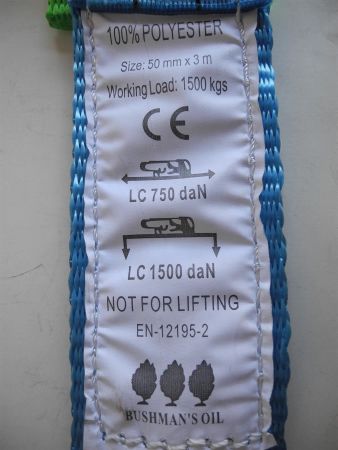 100% POLYESTER
Size: 50 mm x 3 m
Working Load: 1500 kgs
CE
LC 750 daN
LC 1500 daN
NOT FOR LIFTING
EN-12195-2
BUSHMAN'S OIL